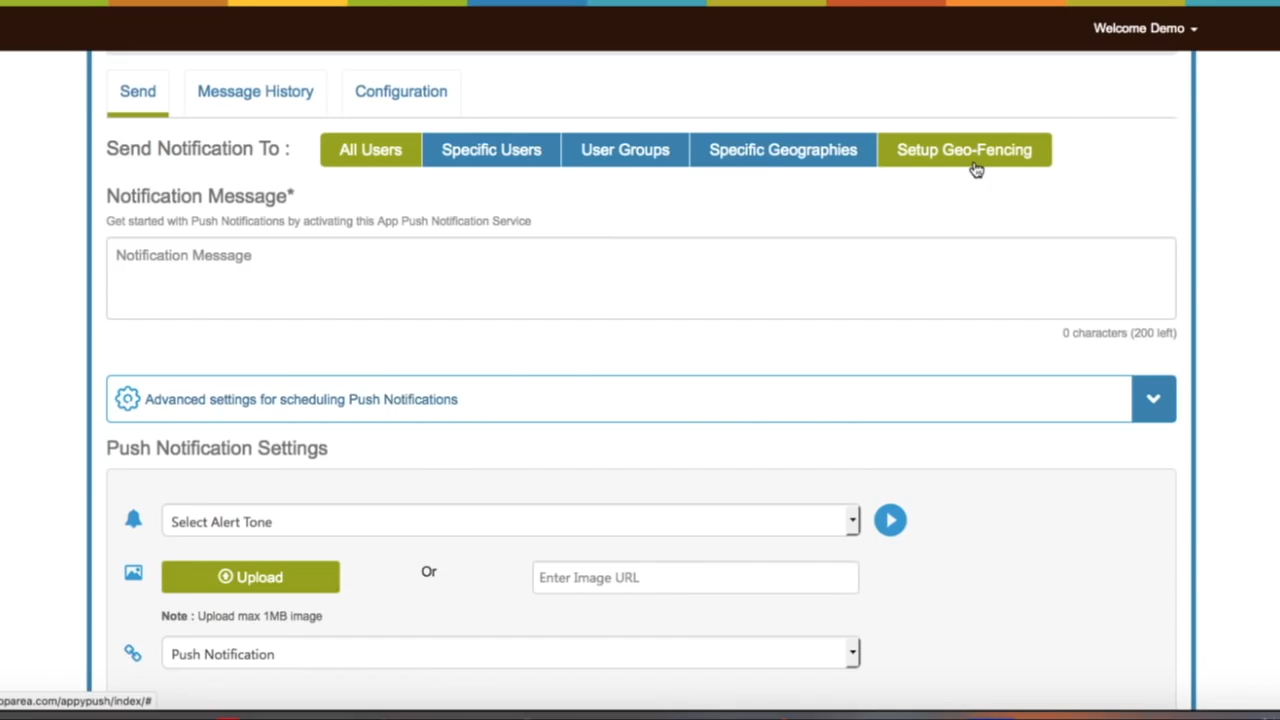 Welcome Demo
Send Message History Configuration
Send Notification To : All Users Specific Users User Groups Specific Geographies Setup Geo-Fencing
Notification Message*
Get started with Push Notifications by activating this App Push Notification Service
Notification Message
0 characters (200 left)
Advanced settings for scheduling Push Notifications
Push Notification Settings
Select Alert Tone
Upload Or Enter Image URL
Note : Upload max 1MB image
Push Notification
oparea.com/appypush/index/#